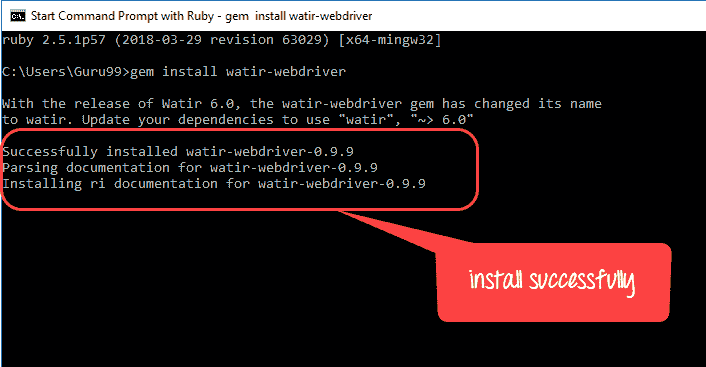 Start Command Prompt with Ruby - gem  install watir-webdriver
ruby 2.5.1p57 (2018-03-29 revision 63029) [x64-mingw32]
C:\Users\Guru99>gem install watir-webdriver
With the release of Watir 6.0, the watir-webdriver gem has changed its name
to watir. Update your dependencies to use "watir", "~> 6.0"
Successfully installed watir-webdriver-0.9.9
Parsing documentation for watir-webdriver-0.9.9
Installing ri documentation for watir-webdriver-0.9.9
install successfully